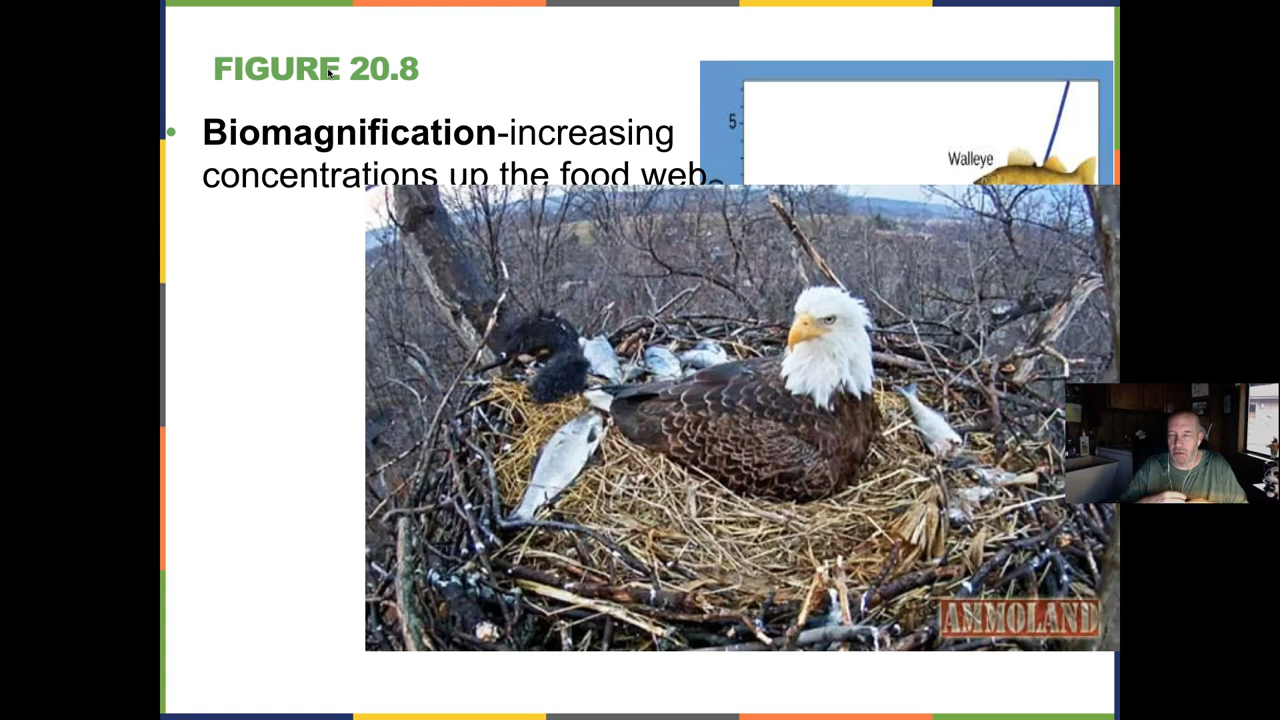 FIGURE 20.8
• Biomagnification-increasing
concentrations up the food web
5
Walleye
AMMOLAND